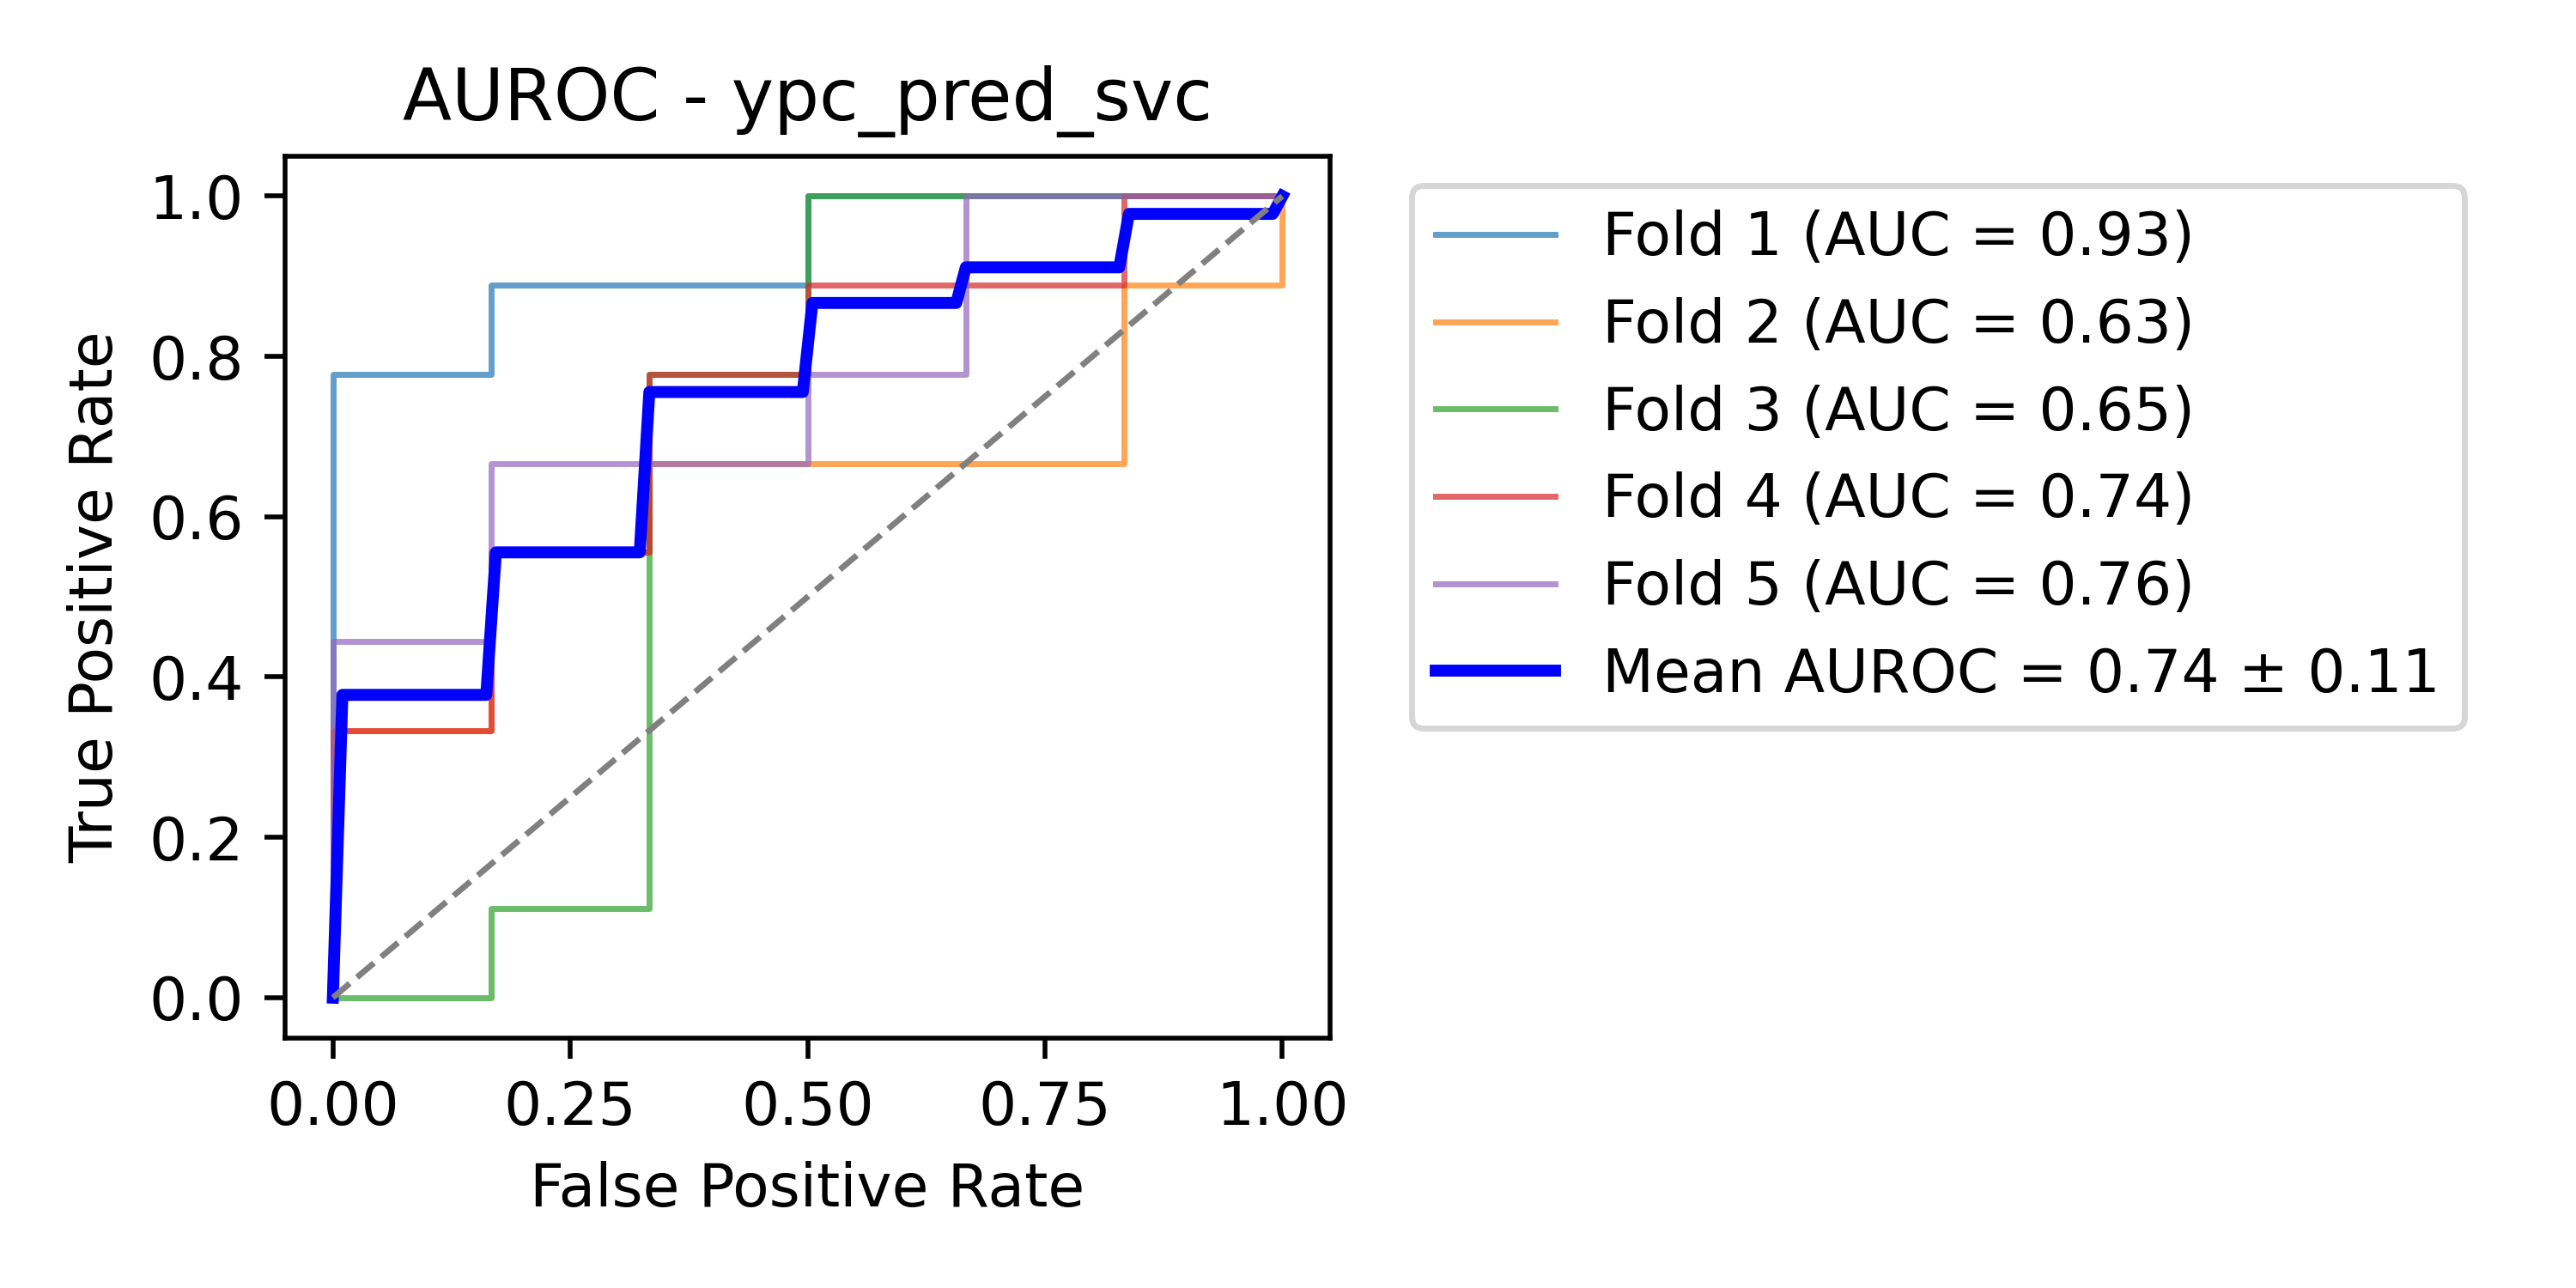 AUROC - ypc_pred_svc
True Positive Rate
1.0
0.8
0.6
0.4
0.2
0.0
0.00 0.25 0.50 0.75 1.00
False Positive Rate
Fold 1 (AUC = 0.93)
Fold 2 (AUC = 0.63)
Fold 3 (AUC = 0.65)
Fold 4 (AUC = 0.74)
Fold 5 (AUC = 0.76)
Mean AUROC = 0.74 ± 0.11